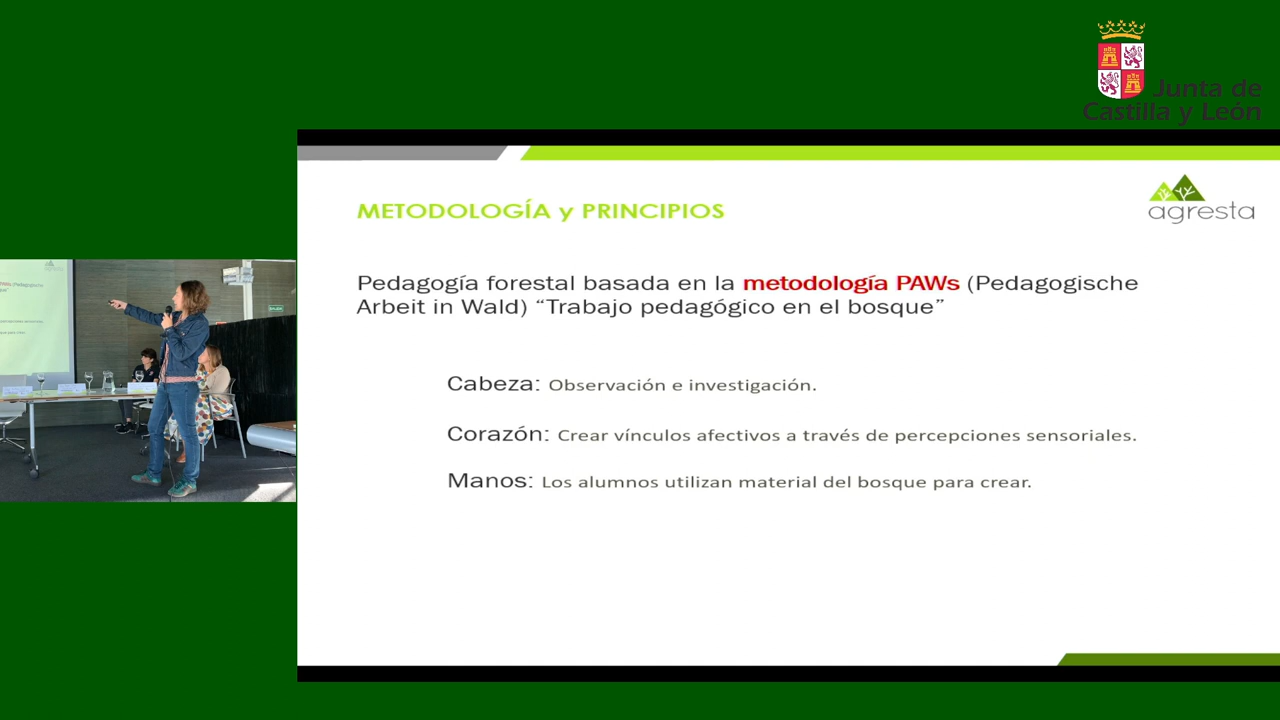 Junta de
Castilla y León
METODOLOGÍA y PRINCIPIOS
agresta
Pedagogía forestal basada en la metodología PAWs (Pedagogische
Arbeit in Wald) “Trabajo pedagógico en el bosque”
Cabeza: Observación e investigación.
Corazón: Crear vínculos afectivos a través de percepciones sensoriales.
Manos: Los alumnos utilizan material del bosque para crear.